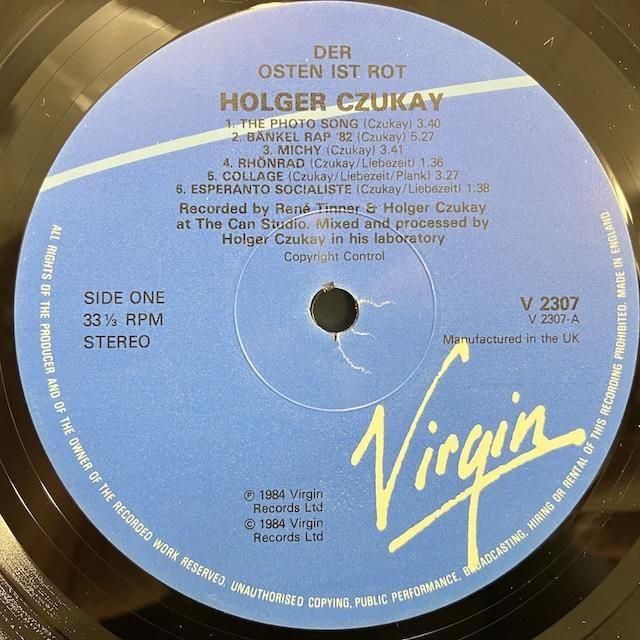 DER
OSTEN IST ROT
HOLGER CZUKAY
1. THE PHOTO SONG (Czukay) 3.40
2. BÄNKEL RAP '82 (Czukay) 5.27
3. MICHY (Czukay) 3.41
4. RHÖNRAD (Czukay/Liebezeit) 1.36
5. COLLAGE (Czukay/Liebezeit/Plank) 3.27
6. ESPERANTO SOCIALISTE (Czukay/Liebezeit) 1.38
Recorded by René Tinner & Holger Czukay
at The Can Studio. Mixed and processed by
Holger Czukay in his laboratory
Copyright Control
SIDE ONE
33 ⅓ RPM
STEREO
V 2307
V 2307-A
Manufactured in the UK
Virgin
℗ 1984 Virgin
Records Ltd
© 1984 Virgin
Records Ltd
ALL RIGHTS OF THE PRODUCER AND OF THE OWNER OF THE RECORDED WORK RESERVED. UNAUTHORISED COPYING, PUBLIC PERFORMANCE, BROADCASTING, HIRING OR RENTAL OF THIS RECORDING PROHIBITED. MADE IN ENGLAND